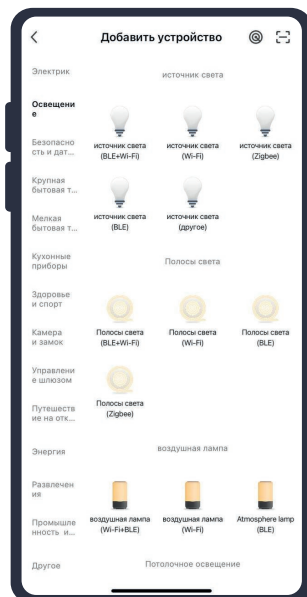 Добавить устройство
Электрик
Освещени
е
Безопасно
сть и дат...
Крупная
бытовая т...
Мелкая
бытовая т...
Кухонные
приборы
Здоровье
и спорт
Камера
и замок
Управлени
е шлюзом
Путешеств
ие на отк...
Энергия
Развлечен
ия
Промышле
нность и...
Другое
источник света
источник света
(BLE+Wi-Fi)
источник света
(Wi-Fi)
источник света
(Zigbee)
источник света
(BLE)
источник света
(другое)
Полосы света
Полосы света
(BLE+Wi-Fi)
Полосы света
(Wi-Fi)
Полосы света
(BLE)
Полосы света
(Zigbee)
воздушная лампа
воздушная лампа
(Wi-Fi+BLE)
воздушная лампа
(Wi-Fi)
Atmosphere lamp
(BLE)
Потолочное освещение